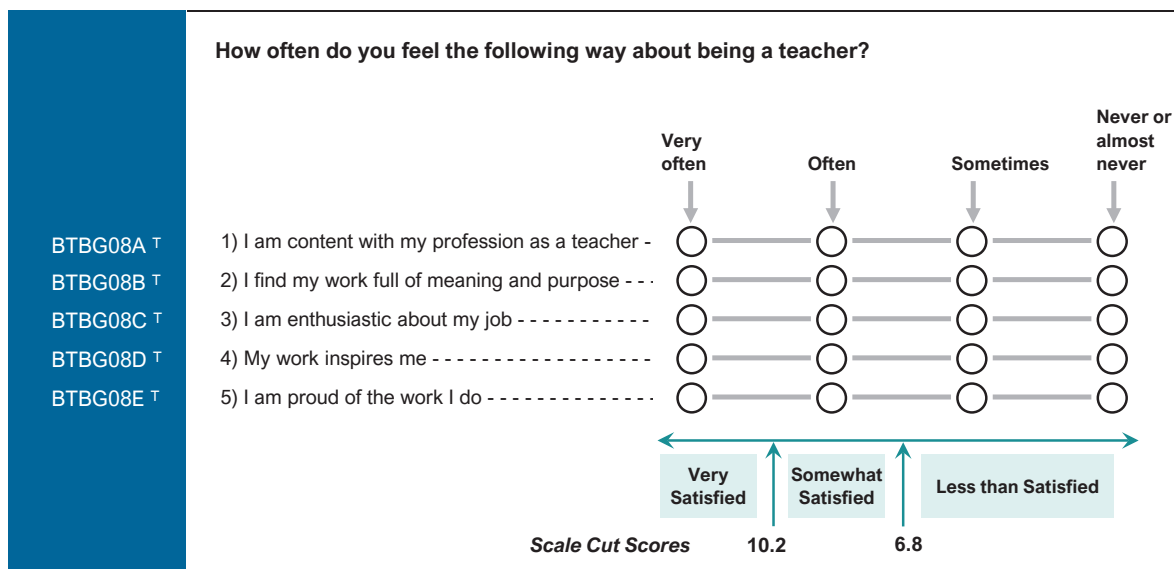 How often do you feel the following way about being a teacher?
Very often
Often
Sometimes
Never or almost never
BTBG08A ᵀ 1) I am content with my profession as a teacher -
BTBG08B ᵀ 2) I find my work full of meaning and purpose - - -
BTBG08C ᵀ 3) I am enthusiastic about my job - - - - - - - - - - -
BTBG08D ᵀ 4) My work inspires me - - - - - - - - - - - - - - - - - -
BTBG08E ᵀ 5) I am proud of the work I do - - - - - - - - - - - - - -
Very Satisfied
Somewhat Satisfied
Less than Satisfied
Scale Cut Scores 10.2 6.8